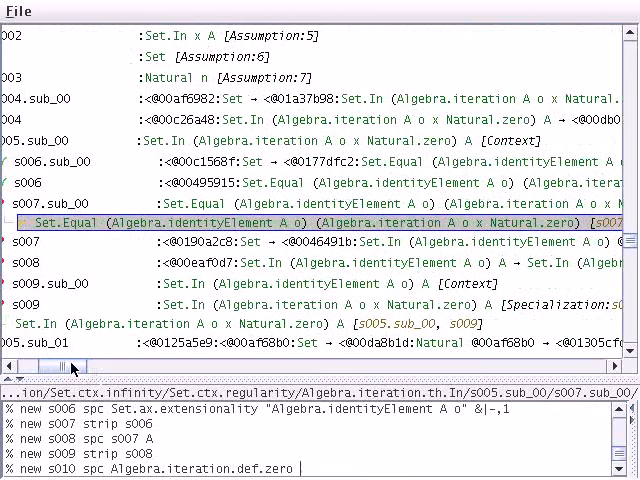 File
002 :Set.In x A [Assumption:5]
:Set [Assumption:6]
003 :Natural n [Assumption:7]
004.sub_00 :<@00af6982:Set → <@01a37b98:Set.In (Algebra.iteration A o x Natural.
004 :<@00c26a48:Set.In (Algebra.iteration A o x Natural.zero) A → <@00db0
005.sub_00 :Set.In (Algebra.iteration A o x Natural.zero) A [Context]
s006.sub_00 :<@00c1568f:Set → <@0177dfc2:Set.Equal (Algebra.identityElement A
s006 :<@00495915:Set.Equal (Algebra.identityElement A o) (Algebra.iteratio
s007.sub_00 :Set.Equal (Algebra.identityElement A o) (Algebra.iteration A o x N
Set.Equal (Algebra.identityElement A o) (Algebra.iteration A o x Natural.zero) [s007
s007 :<@0190a2c8:Set → <@0046491b:Set.In (Algebra.identityElement A o) @
s008 :<@00eaf0d7:Set.In (Algebra.identityElement A o) A → Set.In (Algebr
s009.sub_00 :Set.In (Algebra.identityElement A o) A [Context]
s009 :Set.In (Algebra.iteration A o x Natural.zero) A [Specialization:s0
Set.In (Algebra.iteration A o x Natural.zero) A [s005.sub_00, s009]
005.sub_01 :<@0125a5e9:<@00af68b0:Set → <@00da8b1d:Natural @00af68b0 → <@01305cfd
...ion/Set.ctx.infinity/Set.ctx.regularity/Algebra.iteration.th.In/s005.sub_00/s007.sub_00/
% new s006 spc Set.ax.extensionality "Algebra.identityElement A o" &|-,1
% new s007 strip s006
% new s008 spc s007 A
% new s009 strip s008
% new s010 spc Algebra.iteration.def.zero